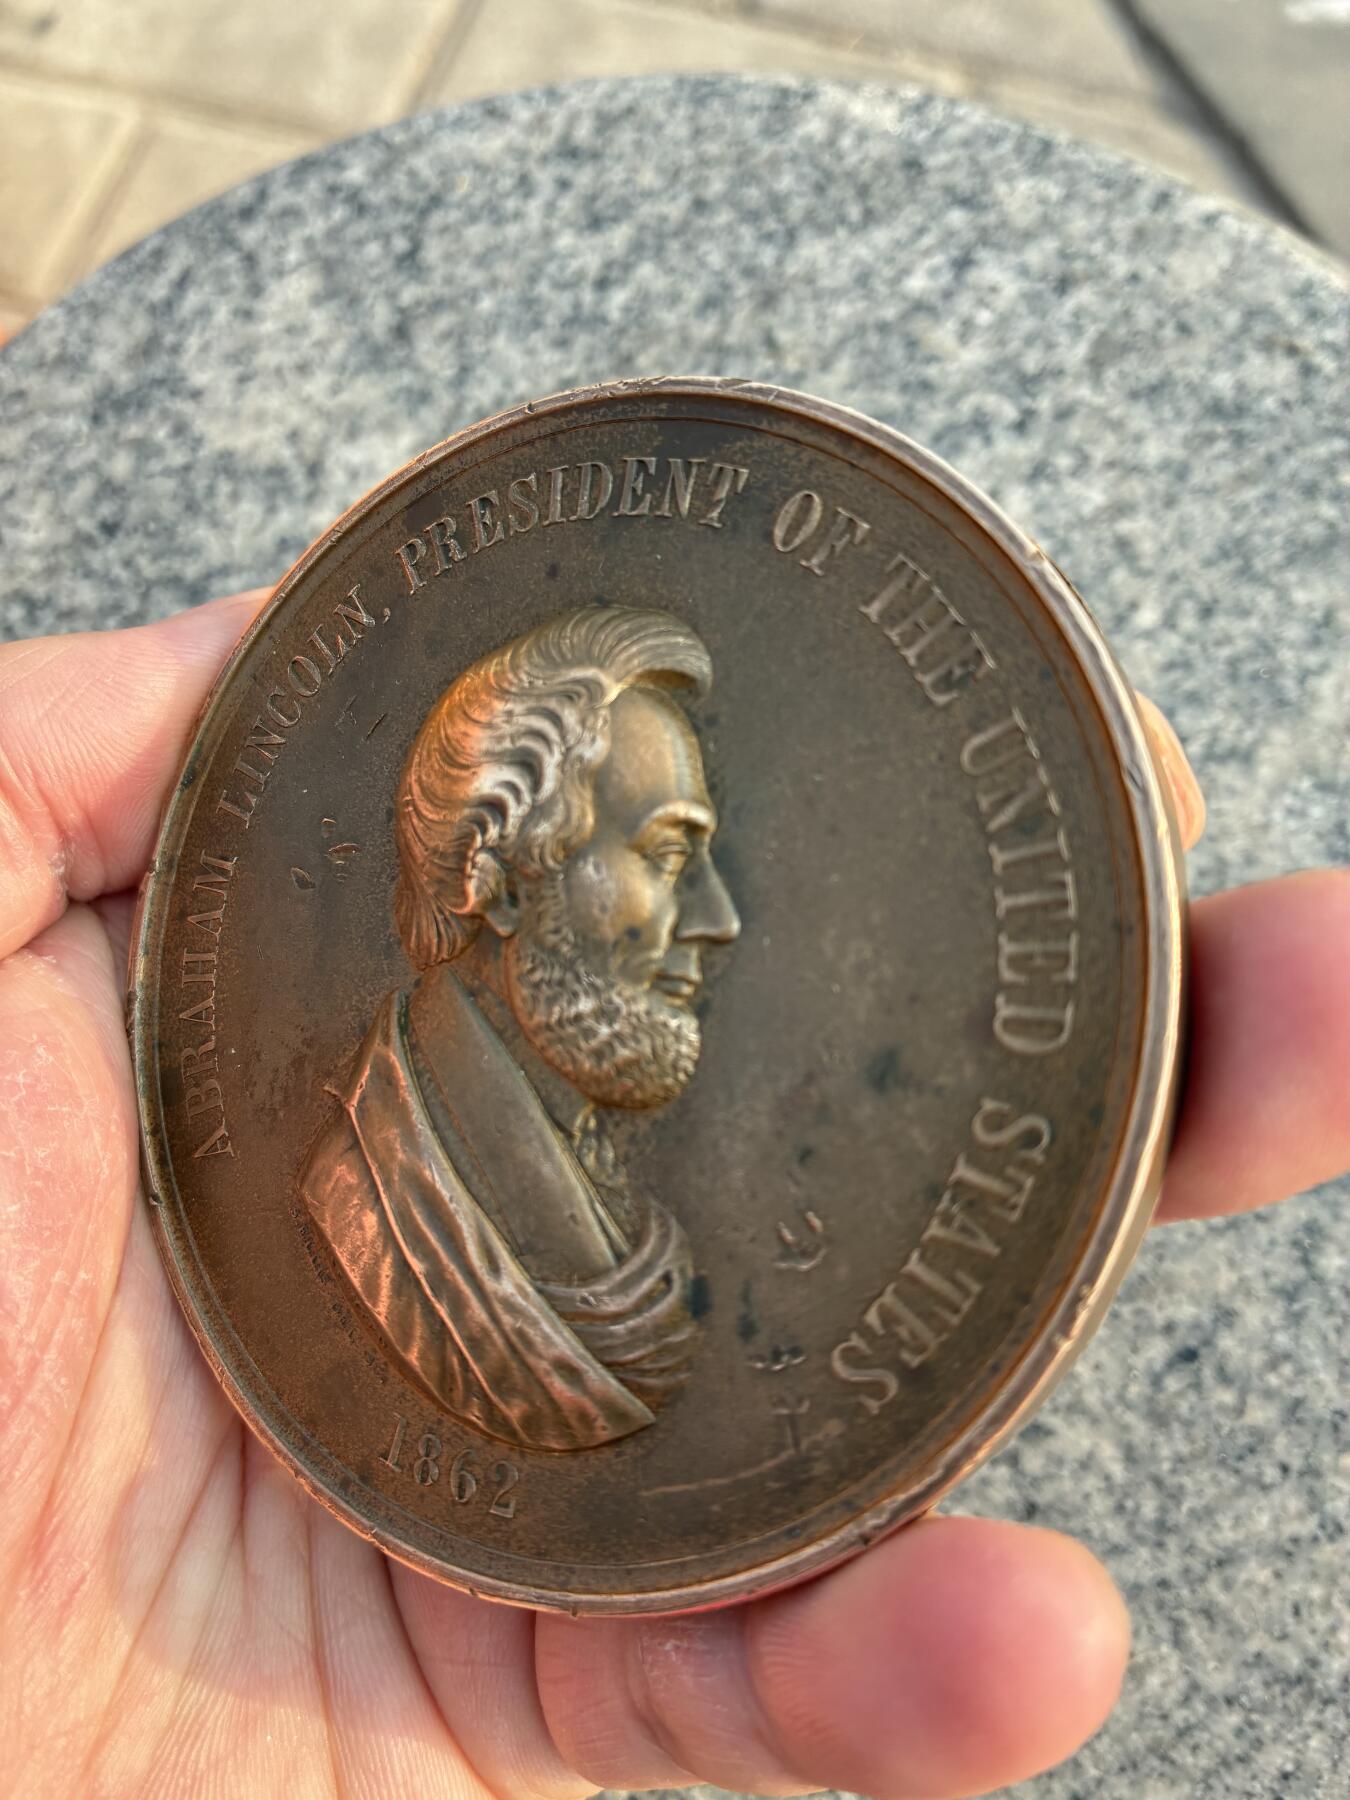 ABRAHAM LINCOLN, PRESIDENT OF THE UNITED STATES
1862